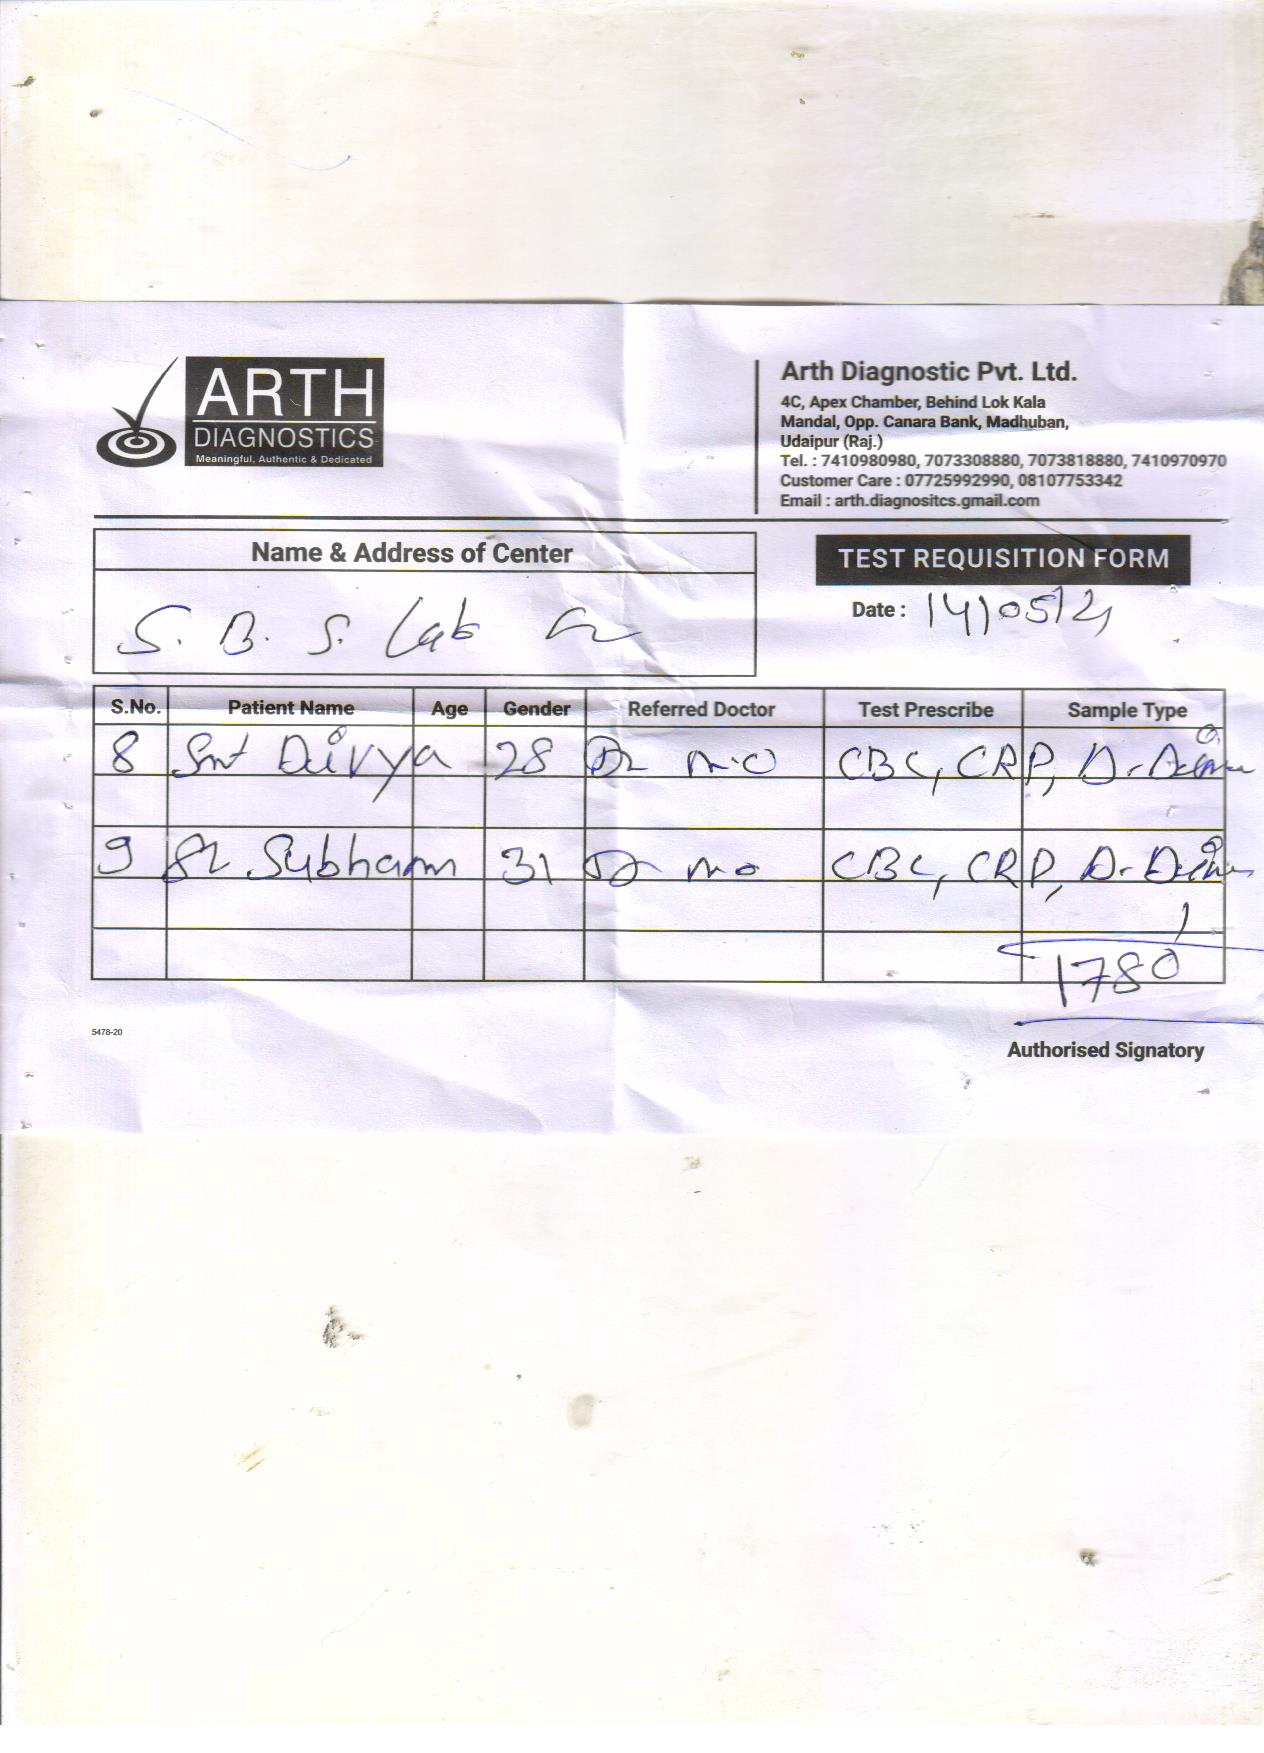 ARTH
DIAGNOSTICS
Meaningful, Authentic & Dedicated
Arth Diagnostic Pvt. Ltd.
4C, Apex Chamber, Behind Lok Kala
Mandal, Opp. Canara Bank, Madhuban,
Udaipur (Raj.)
Tel. : 7410980980, 7073308880, 7073818880, 7410970970
Customer Care : 07725992990, 08107753342
Email : arth.diagnositcs.gmail.com
Name & Address of Center
TEST REQUISITION FORM
S. B. S. Lab
Date : 14/05/21
S.No. Patient Name Age Gender Referred Doctor Test Prescribe Sample Type
8 Smt Divya 28 Dr M.O CBC, CRP, D-Dimer
9 Sr Subham 31 Dr mo CBC, CRP, D-Dimer
1780
5478-20
Authorised Signatory